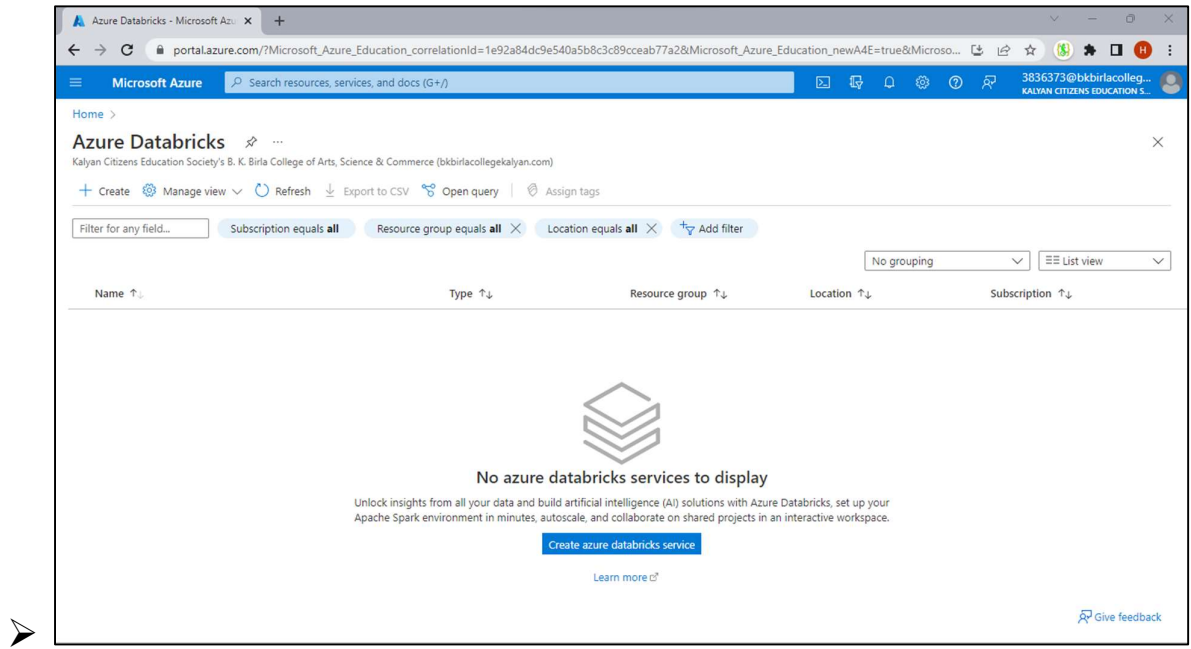 Azure Databricks - Microsoft Azu
portal.azure.com/?Microsoft_Azure_Education_correlationId=1e92a84dc9e540a5b8c3c89cceab77a2&Microsoft_Azure_Education_newA4E=true&Microso...
Microsoft Azure
Search resources, services, and docs (G+/)
3836373@bkbirlacolleg...
KALYAN CITIZENS EDUCATION S...
Home >
Azure Databricks ...
Kalyan Citizens Education Society's B. K. Birla College of Arts, Science & Commerce (bkbirlacollegekalyan.com)
+ Create Manage view Refresh Export to CSV Open query Assign tags
Filter for any field... Subscription equals all Resource group equals all Location equals all Add filter
No grouping List view
Name ↑↓ Type ↑↓ Resource group ↑↓ Location ↑↓ Subscription ↑↓
No azure databricks services to display
Unlock insights from all your data and build artificial intelligence (AI) solutions with Azure Databricks, set up your
Apache Spark environment in minutes, autoscale, and collaborate on shared projects in an interactive workspace.
Create azure databricks service
Learn more
Give feedback